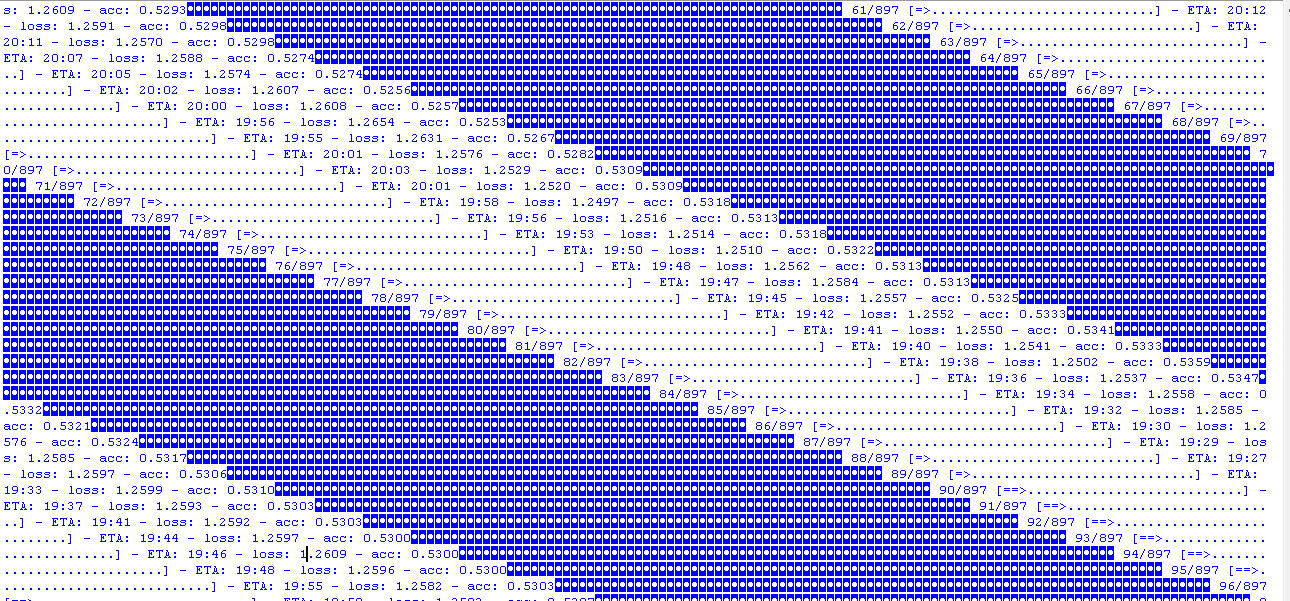 s: 1.2609 - acc: 0.5293 61/897 [=>............................] - ETA: 20:12
- loss: 1.2591 - acc: 0.5298 62/897 [=>............................] - ETA:
20:11 - loss: 1.2570 - acc: 0.5298 63/897 [=>............................] -
ETA: 20:07 - loss: 1.2588 - acc: 0.5274 64/897 [=>..........................
..] - ETA: 20:05 - loss: 1.2574 - acc: 0.5274 65/897 [=>....................
........] - ETA: 20:02 - loss: 1.2607 - acc: 0.5256 66/897 [=>..............
..............] - ETA: 20:00 - loss: 1.2608 - acc: 0.5257 67/897 [=>........
....................] - ETA: 19:56 - loss: 1.2654 - acc: 0.5253 68/897 [=>..
..........................] - ETA: 19:55 - loss: 1.2631 - acc: 0.5267 69/897
[=>............................] - ETA: 20:01 - loss: 1.2576 - acc: 0.5282 7
0/897 [=>............................] - ETA: 20:03 - loss: 1.2529 - acc: 0.5309
71/897 [=>............................] - ETA: 20:01 - loss: 1.2520 - acc: 0.5309
72/897 [=>............................] - ETA: 19:58 - loss: 1.2497 - acc: 0.5318
73/897 [=>............................] - ETA: 19:56 - loss: 1.2516 - acc: 0.5313
74/897 [=>............................] - ETA: 19:53 - loss: 1.2514 - acc: 0.5318
75/897 [=>............................] - ETA: 19:50 - loss: 1.2510 - acc: 0.5322
76/897 [=>............................] - ETA: 19:48 - loss: 1.2562 - acc: 0.5313
77/897 [=>............................] - ETA: 19:47 - loss: 1.2584 - acc: 0.5313
78/897 [=>............................] - ETA: 19:45 - loss: 1.2557 - acc: 0.5325
79/897 [=>............................] - ETA: 19:42 - loss: 1.2552 - acc: 0.5333
80/897 [=>............................] - ETA: 19:41 - loss: 1.2550 - acc: 0.5341
81/897 [=>............................] - ETA: 19:40 - loss: 1.2541 - acc: 0.5333
82/897 [=>............................] - ETA: 19:38 - loss: 1.2502 - acc: 0.5359
83/897 [=>............................] - ETA: 19:36 - loss: 1.2537 - acc: 0.5347
84/897 [=>............................] - ETA: 19:34 - loss: 1.2558 - acc: 0
.5332 85/897 [=>............................] - ETA: 19:32 - loss: 1.2585 -
acc: 0.5321 86/897 [=>............................] - ETA: 19:30 - loss: 1.2
576 - acc: 0.5324 87/897 [=>............................] - ETA: 19:29 - los
s: 1.2585 - acc: 0.5317 88/897 [=>............................] - ETA: 19:27
- loss: 1.2597 - acc: 0.5306 89/897 [=>............................] - ETA:
19:33 - loss: 1.2599 - acc: 0.5310 90/897 [==>...........................] -
ETA: 19:37 - loss: 1.2593 - acc: 0.5303 91/897 [==>.........................
..] - ETA: 19:41 - loss: 1.2592 - acc: 0.5303 92/897 [==>...................
........] - ETA: 19:44 - loss: 1.2597 - acc: 0.5300 93/897 [==>.............
..............] - ETA: 19:46 - loss: 1.2609 - acc: 0.5300 94/897 [==>.......
....................] - ETA: 19:48 - loss: 1.2596 - acc: 0.5300 95/897 [==>.
..........................] - ETA: 19:55 - loss: 1.2582 - acc: 0.5303 96/897